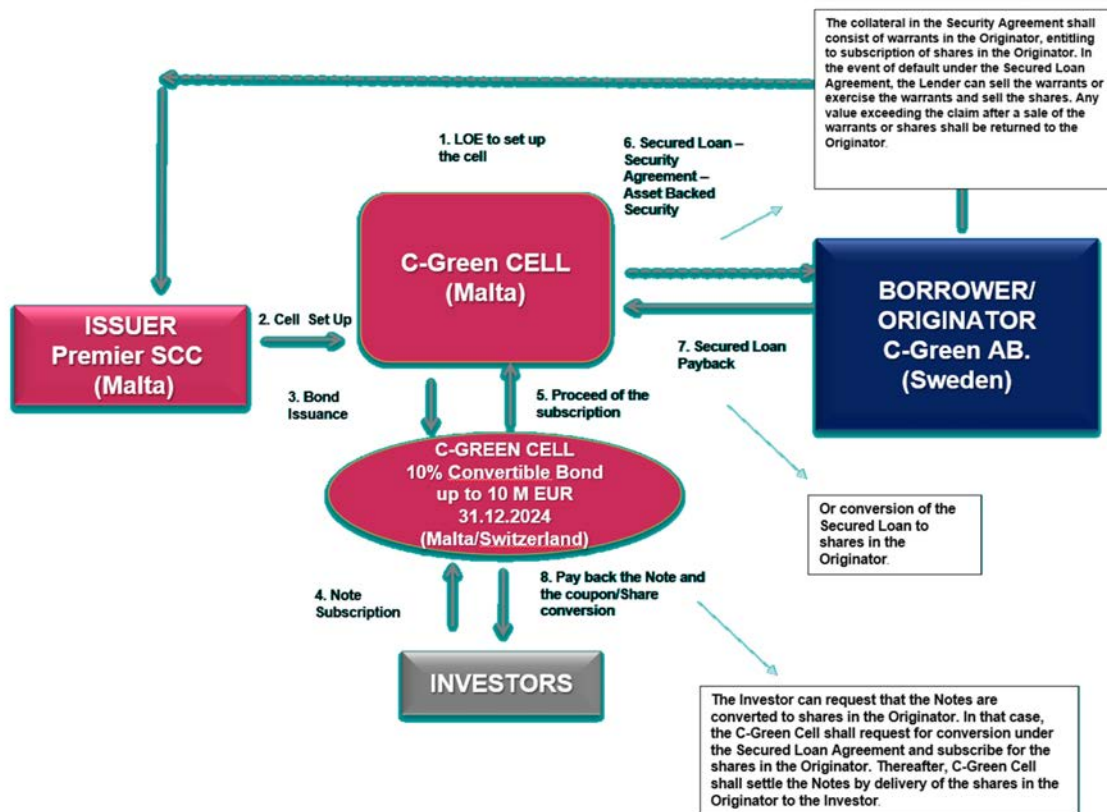 The collateral in the Security Agreement shall
consist of warrants in the Originator, entitling
to subscription of shares in the Originator. In
the event of default under the Secured Loan
Agreement, the Lender can sell the warrants or
exercise the warrants and sell the shares. Any
value exceeding the claim after a sale of the
warrants or shares shall be returned to the
Originator.
1. LOE to set up
the cell
6. Secured Loan –
Security
Agreement –
Asset Backed
Security
C-Green CELL
(Malta)
BORROWER/
ORIGINATOR
C-Green AB.
(Sweden)
ISSUER
Premier SCC
(Malta)
2. Cell Set Up
7. Secured Loan
Payback
3. Bond
Issuance
5. Proceed of the
subscription
C-GREEN CELL
10% Convertible Bond
up to 10 M EUR
31.12.2024
(Malta/Switzerland)
Or conversion of the
Secured Loan to
shares in the
Originator.
4. Note
Subscription
8. Pay back the Note and
the coupon/Share
conversion
INVESTORS
The Investor can request that the Notes are
converted to shares in the Originator. In that case,
the C-Green Cell shall request for conversion under
the Secured Loan Agreement and subscribe for the
shares in the Originator. Thereafter, C-Green Cell
shall settle the Notes by delivery of the shares in the
Originator to the Investor.